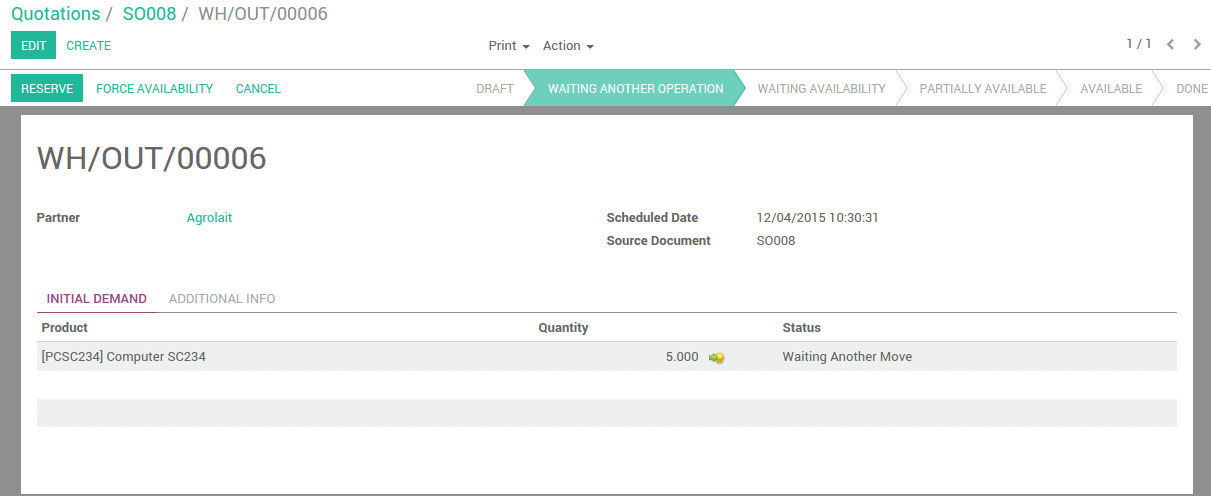 Quotations / SO008 / WH/OUT/00006
EDIT CREATE Print Action 1 / 1
RESERVE FORCE AVAILABILITY CANCEL DRAFT WAITING ANOTHER OPERATION WAITING AVAILABILITY PARTIALLY AVAILABLE AVAILABLE DONE
WH/OUT/00006
Partner Agrolait Scheduled Date 12/04/2015 10:30:31
Source Document SO008
INITIAL DEMAND ADDITIONAL INFO
Product Quantity Status
[PCSC234] Computer SC234 5.000 Waiting Another Move